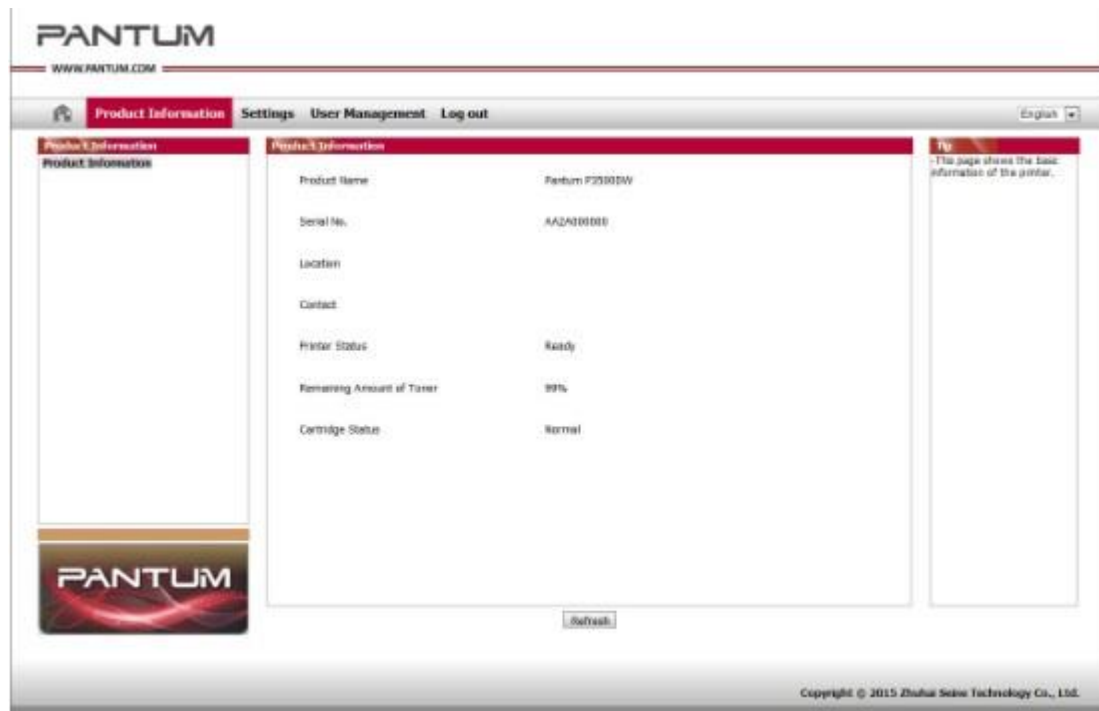 PANTUM
WWW.PANTUM.COM
Product Information Settings User Management Log out English
Product Information
Product Information
Product Information
Product Name Pantum P3500DW
Serial No. AA2A000000
Location
Contact
Printer Status Ready
Remaining Amount of Toner 99%
Cartridge Status Normal
Tip
-This page shows the basic
information of the printer.
PANTUM
Refresh
Copyright © 2015 Zhuhai Seine Technology Co., Ltd.